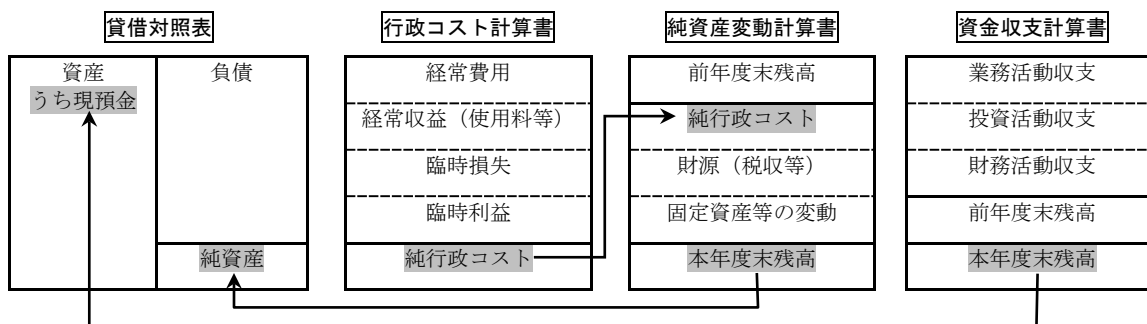 貸借対照表
資産
うち現預金
負債
純資産
行政コスト計算書
経常費用
経常収益（使用料等）
臨時損失
臨時利益
純行政コスト
純資産変動計算書
前年度末残高
純行政コスト
財源（税収等）
固定資産等の変動
本年度末残高
資金収支計算書
業務活動収支
投資活動収支
財務活動収支
前年度末残高
本年度末残高